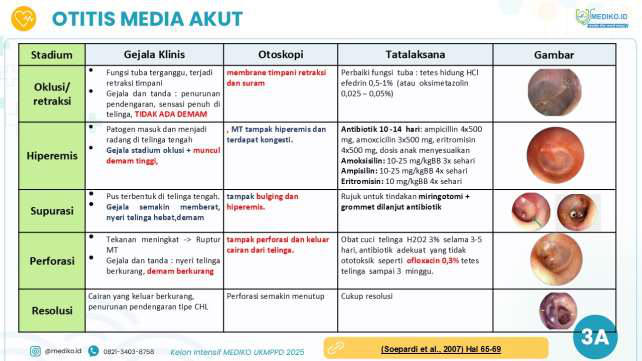 OTITIS MEDIA AKUT
MEDIKO.ID
Stadium
Gejala Klinis
Otoskopi
Tatalaksana
Gambar
Oklusi/
retraksi
Fungsi tuba terganggu, terjadi
retraksi timpani
Gejala dan tanda : penurunan
pendengaran, sensasi penuh di
telinga, TIDAK ADA DEMAM
membrane timpani retraksi
dan suram
Perbaiki fungsi tuba : tetes hidung HCl
efedrin 0,5-1% (atau oksimetazolin
0,025 – 0,05%)
Hiperemis
Patogen masuk dan menjadi
radang di telinga tengah
Gejala stadium oklusi + muncul
demam tinggi,
, MT tampak hiperemis dan
terdapat kongesti.
Antibiotik 10 -14 hari: ampicillin 4x500
mg, amoxcicilin 3x500 mg, eritromisin
4x500 mg, dosis anak menyesuaikan
Amoksilin: 10-25 mg/kgBB 3x sehari
Ampisilin: 10-25 mg/kgBB 4x sehari
Eritromisin: 10 mg/kgBB 4x sehari
Supurasi
Pus terbentuk di telinga tengah.
Gejala semakin memberat,
nyeri telinga hebat,demam
tampak bulging dan
hiperemis.
Rujuk untuk tindakan miringotomi +
grommet dilanjut antibiotik
Perforasi
Tekanan meningkat -> Ruptur
MT
Gejala dan tanda : nyeri telinga
berkurang, demam berkurang
tampak perforasi dan keluar
cairan dari telinga.
Obat cuci telinga H2O2 3% selama 3-5
hari, antibiotik adekuat yang tidak
ototoksik seperti ofloxacin 0,3% tetes
telinga sampai 3 minggu.
Resolusi
Cairan yang keluar berkurang,
penurunan pendengaran tipe CHL
Perforasi semakin menutup
Cukup resolusi
3A
@mediko.id
0821-3403-8758
Kelon Intensif MEDIKO UKMPPD 2025
(Soepardi et al., 2007) Hal 65-69